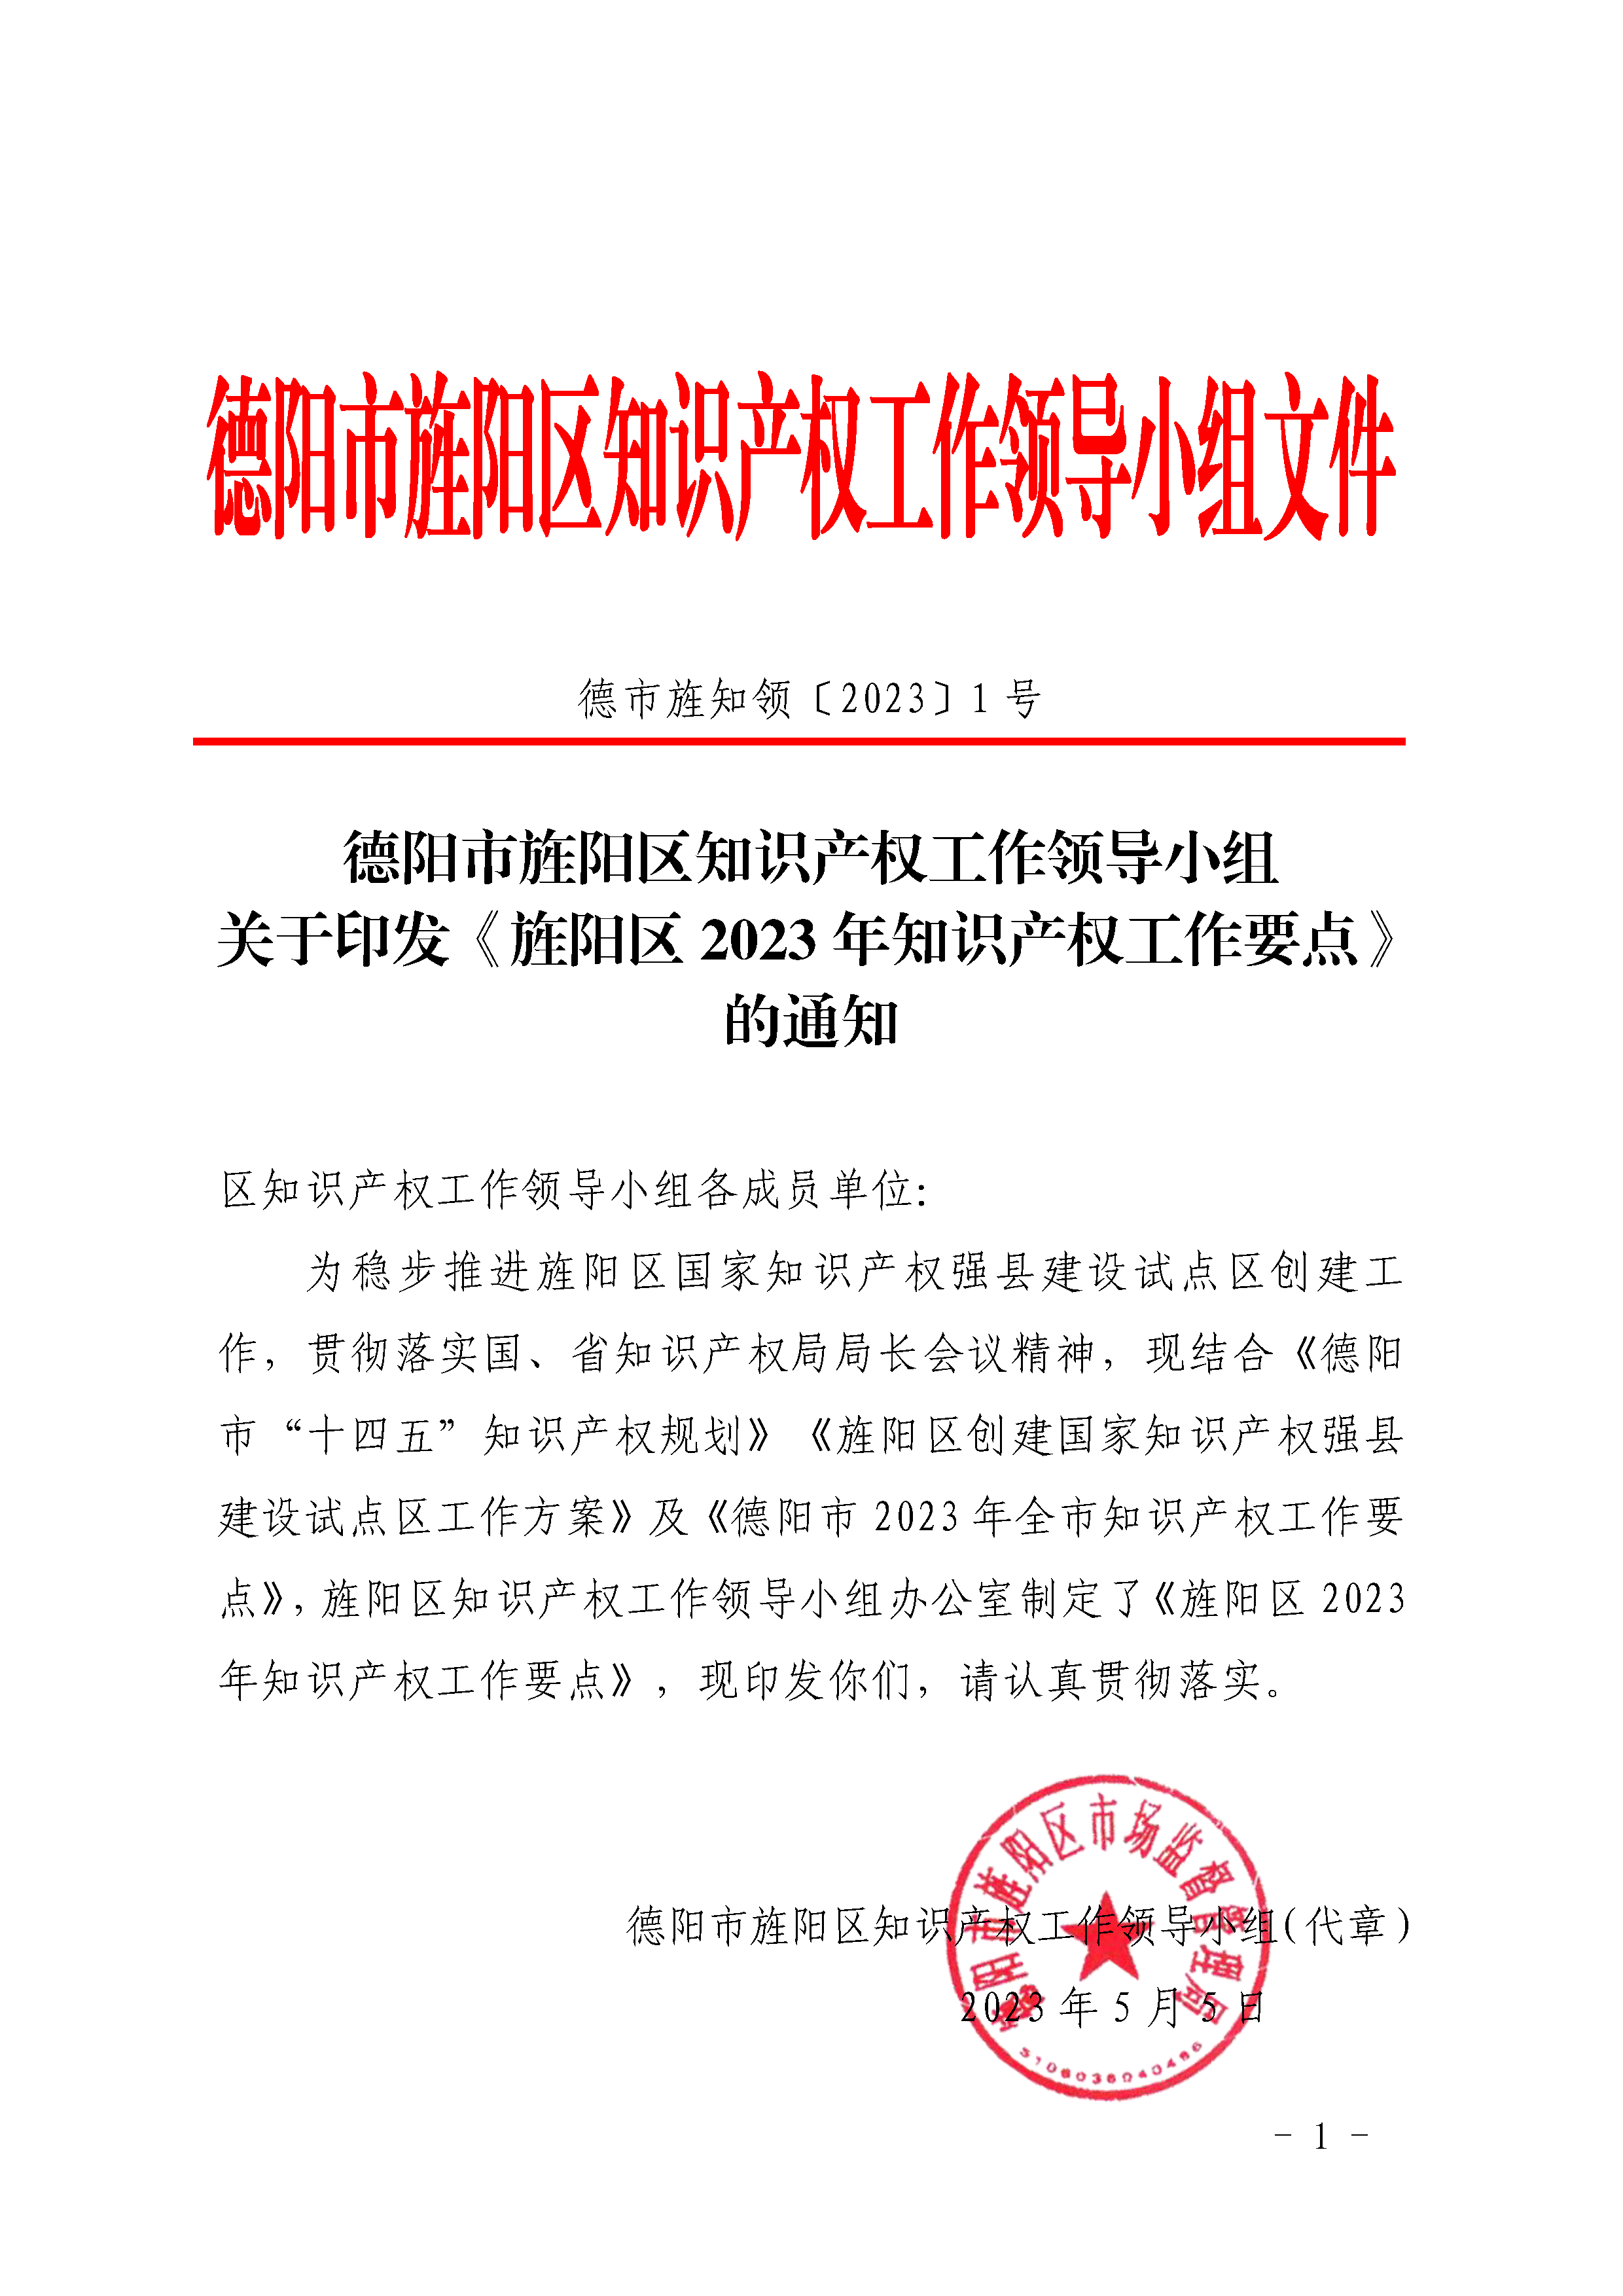 德阳市旌阳区知识产权工作领导小组文件
德市旌知领〔2023〕1号
德阳市旌阳区知识产权工作领导小组
关于印发《旌阳区 2023 年知识产权工作要点》
的通知
区知识产权工作领导小组各成员单位:
为稳步推进旌阳区国家知识产权强县建设试点区创建工
作，贯彻落实国、省知识产权局局长会议精神，现结合《德阳
市“十四五”知识产权规划》《旌阳区创建国家知识产权强县
建设试点区工作方案》及《德阳市 2023 年全市知识产权工作要
点》，旌阳区知识产权工作领导小组办公室制定了《旌阳区 2023
年知识产权工作要点》，现印发你们，请认真贯彻落实。
德阳市旌阳区市场监督管理局
德阳市旌阳区知识产权工作领导小组(代章)
2023 年 5 月 5 日
5106036040486
- 1 -